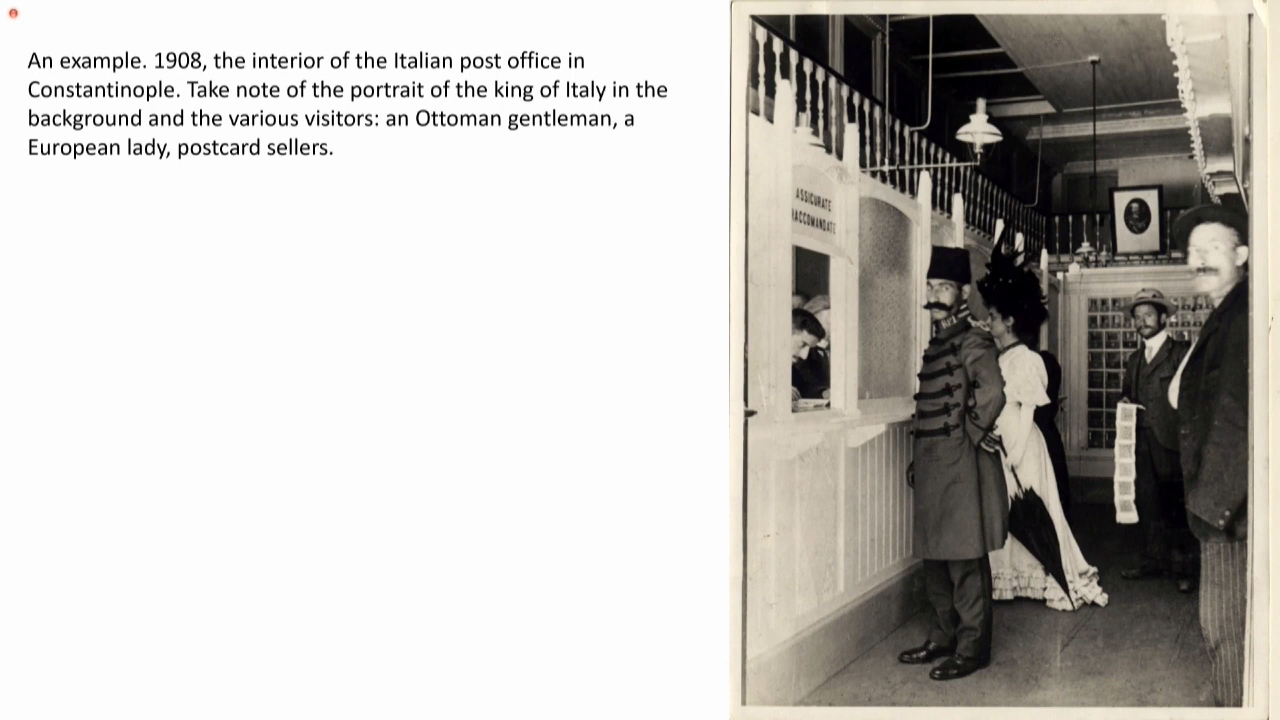 An example. 1908, the interior of the Italian post office in
Constantinople. Take note of the portrait of the king of Italy in the
background and the various visitors: an Ottoman gentleman, a
European lady, postcard sellers.
ASSICURATE
RACCOMANDATE